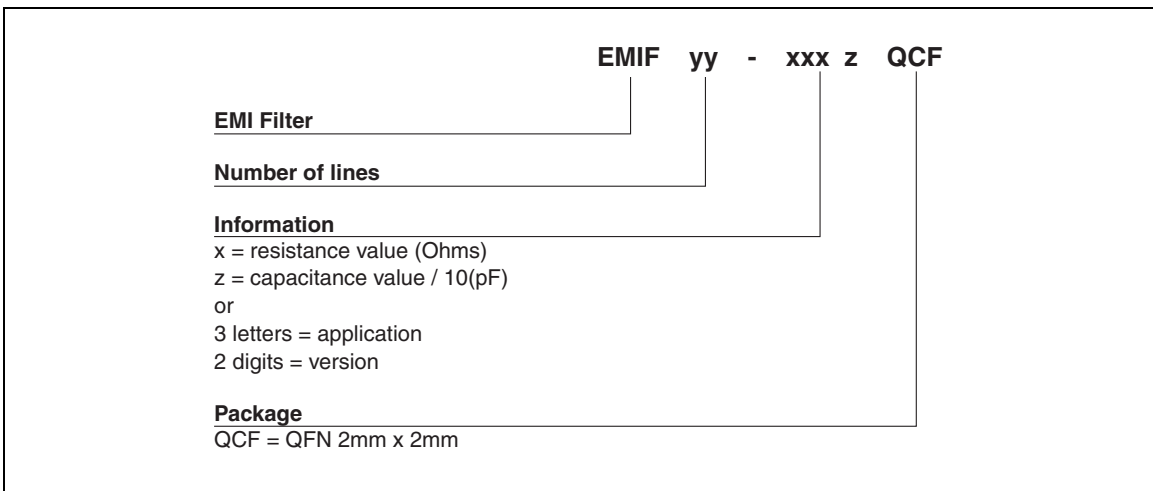 EMIF yy - xxx z QCF
EMI Filter
Number of lines
Information
x = resistance value (Ohms)
z = capacitance value / 10(pF)
or
3 letters = application
2 digits = version
Package
QCF = QFN 2mm x 2mm